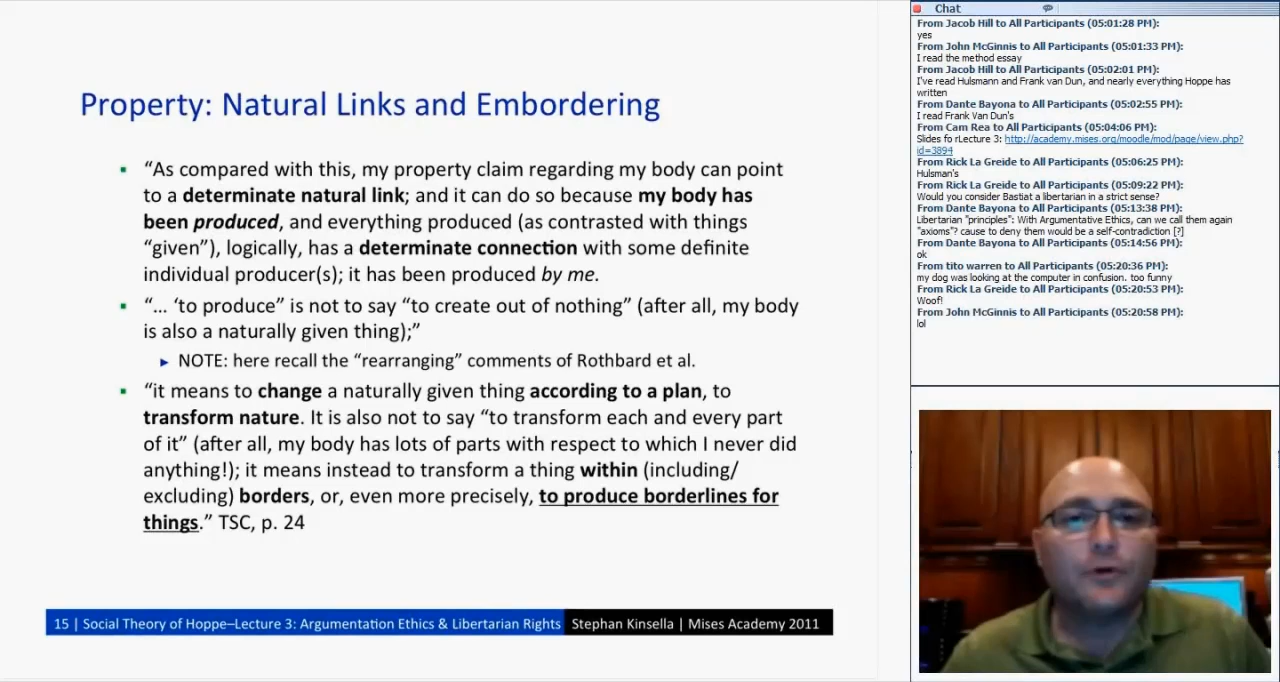 Property: Natural Links and Embordering
▪ “As compared with this, my property claim regarding my body can point
to a determinate natural link; and it can do so because my body has
been produced, and everything produced (as contrasted with things
“given”), logically, has a determinate connection with some definite
individual producer(s); it has been produced by me.
▪ “... ‘to produce” is not to say “to create out of nothing” (after all, my body
is also a naturally given thing);”
► NOTE: here recall the “rearranging” comments of Rothbard et al.
▪ “it means to change a naturally given thing according to a plan, to
transform nature. It is also not to say “to transform each and every part
of it” (after all, my body has lots of parts with respect to which I never did
anything!); it means instead to transform a thing within (including/
excluding) borders, or, even more precisely, to produce borderlines for
things.” TSC, p. 24
15 | Social Theory of Hoppe–Lecture 3: Argumentation Ethics & Libertarian Rights Stephan Kinsella | Mises Academy 2011
Chat
From Jacob Hill to All Participants (05:01:28 PM):
yes
From John McGinnis to All Participants (05:01:33 PM):
I read the method essay
From Jacob Hill to All Participants (05:02:01 PM):
I've read Hulsmann and Frank van Dun, and nearly everything Hoppe has
written
From Dante Bayona to All Participants (05:02:55 PM):
I read Frank Van Dun's
From Cam Rea to All Participants (05:04:06 PM):
Slides fo rLecture 3: http://academy.mises.org/moodle/mod/page/view.php?
id=3894
From Rick La Greide to All Participants (05:06:25 PM):
Hulsman's
From Rick La Greide to All Participants (05:09:22 PM):
Would you consider Bastiat a libertarian in a strict sense?
From Dante Bayona to All Participants (05:13:38 PM):
Libertarian "principles": With Argumentative Ethics, can we call them again
"axioms"? cause to deny them would be a self-contradiction [?]
From Dante Bayona to All Participants (05:14:56 PM):
ok
From tito warren to All Participants (05:20:36 PM):
my dog was looking at the computer in confusion. too funny
From Rick La Greide to All Participants (05:20:53 PM):
Woof!
From John McGinnis to All Participants (05:20:58 PM):
lol